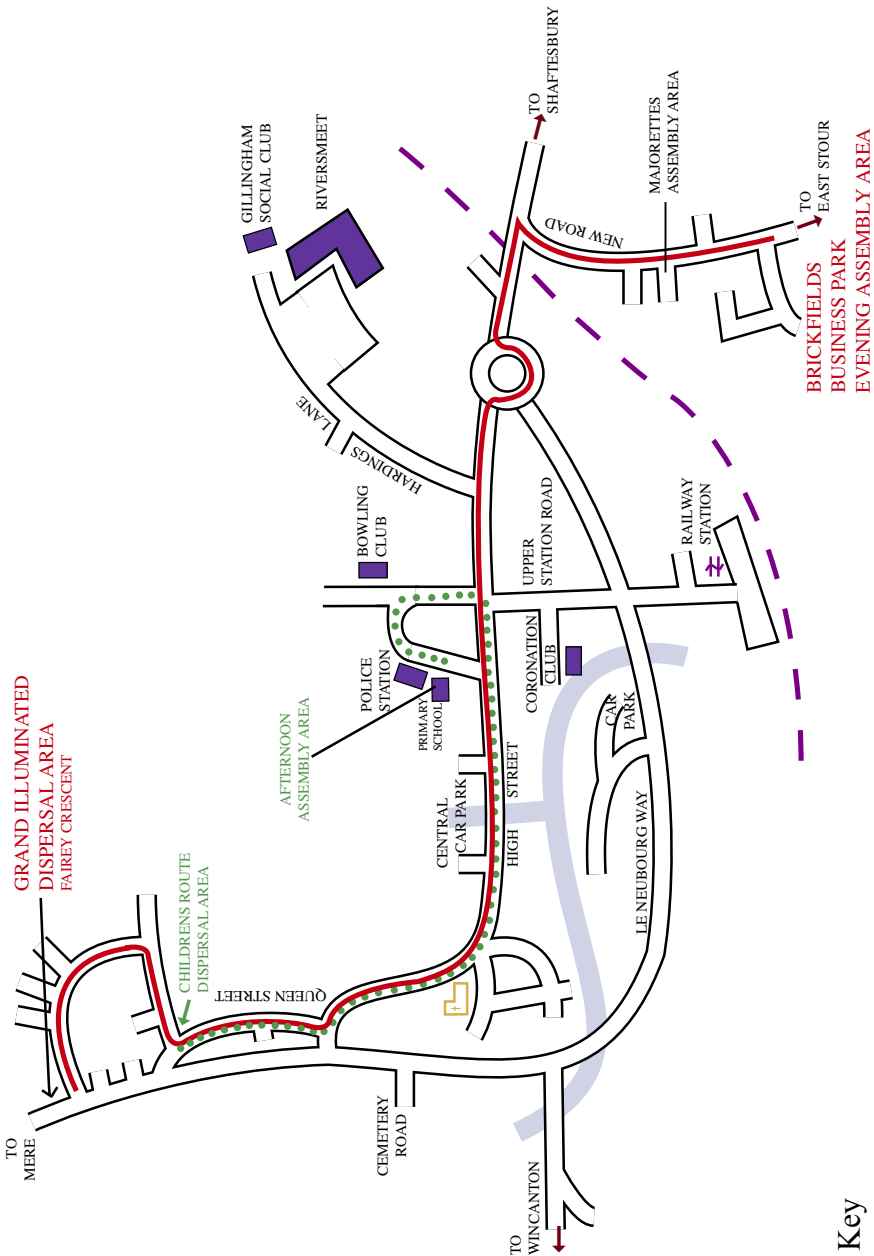 GRAND ILLUMINATED
DISPERSAL AREA
FAIREY CRESCENT
TO
MERE
CHILDRENS ROUTE
DISPERSAL AREA
QUEEN STREET
AFTERNOON
ASSEMBLY AREA
POLICE
STATION
PRIMARY
SCHOOL
BOWLING
CLUB
HARDINGS
LANE
GILLINGHAM
SOCIAL CLUB
RIVERSMEET
TO
SHAFTESBURY
NEW ROAD
MAJORETTES
ASSEMBLY AREA
TO
EAST STOUR
BRICKFIELDS
BUSINESS PARK
EVENING ASSEMBLY AREA
CENTRAL
CAR PARK
HIGH STREET
CORONATION
CLUB
UPPER
STATION ROAD
RAILWAY
STATION
CAR
PARK
LE NEUBOURG WAY
CEMETERY
ROAD
TO
WINCANTON
Key